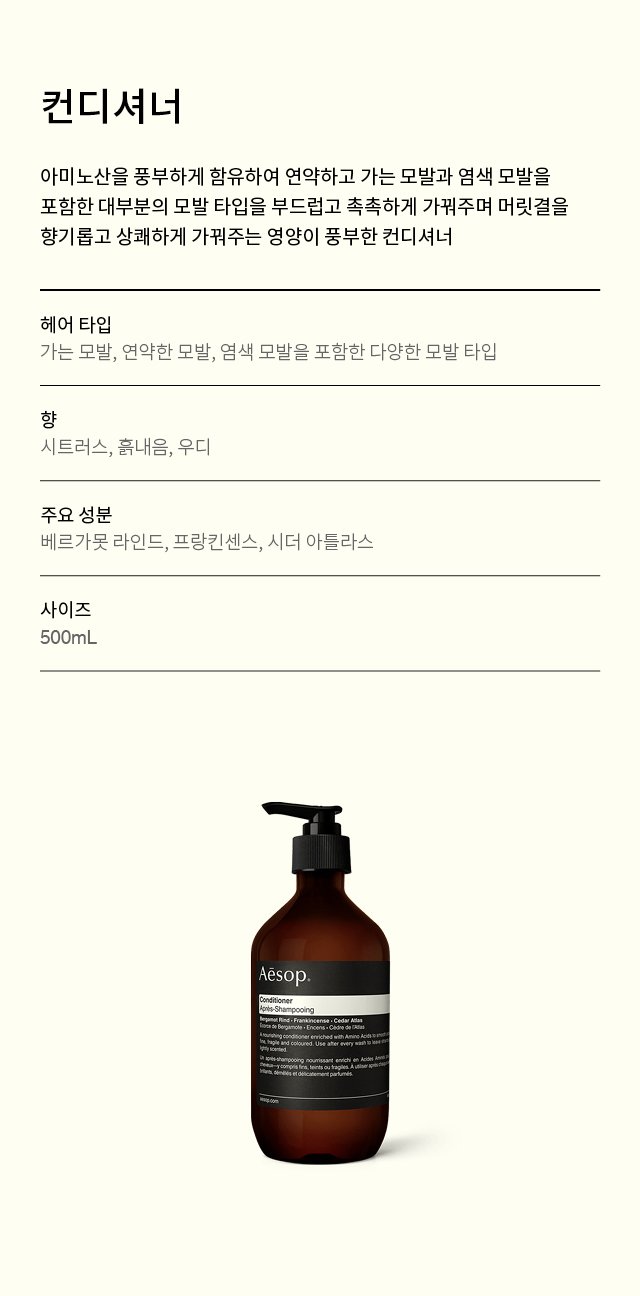 컨디셔너
아미노산을 풍부하게 함유하여 연약하고 가는 모발과 염색 모발을
포함한 대부분의 모발 타입을 부드럽고 촉촉하게 가꿔주며 머릿결을
향기롭고 상쾌하게 가꿔주는 영양이 풍부한 컨디셔너
헤어 타입
가는 모발, 연약한 모발, 염색 모발을 포함한 다양한 모발 타입
향
시트러스, 흙내음, 우디
주요 성분
베르가못 라인드, 프랑킨센스, 시더 아틀라스
사이즈
500mL
Aēsop®
Conditioner
Après-Shampooing
Bergamot Rind • Frankincense • Cedar Atlas
Écorce de Bergamote • Encens • Cèdre de l'Atlas
A nourishing conditioner enriched with Amino Acids to
fine, fragile and coloured. Use after every wash to leave
lightly scented.
Un après-shampooing nourrissant enrichi en Acides Aminés
cheveux—y compris fins, teints ou fragiles. À utiliser après
brillants, démêlés et délicatement parfumés.
aesop.com